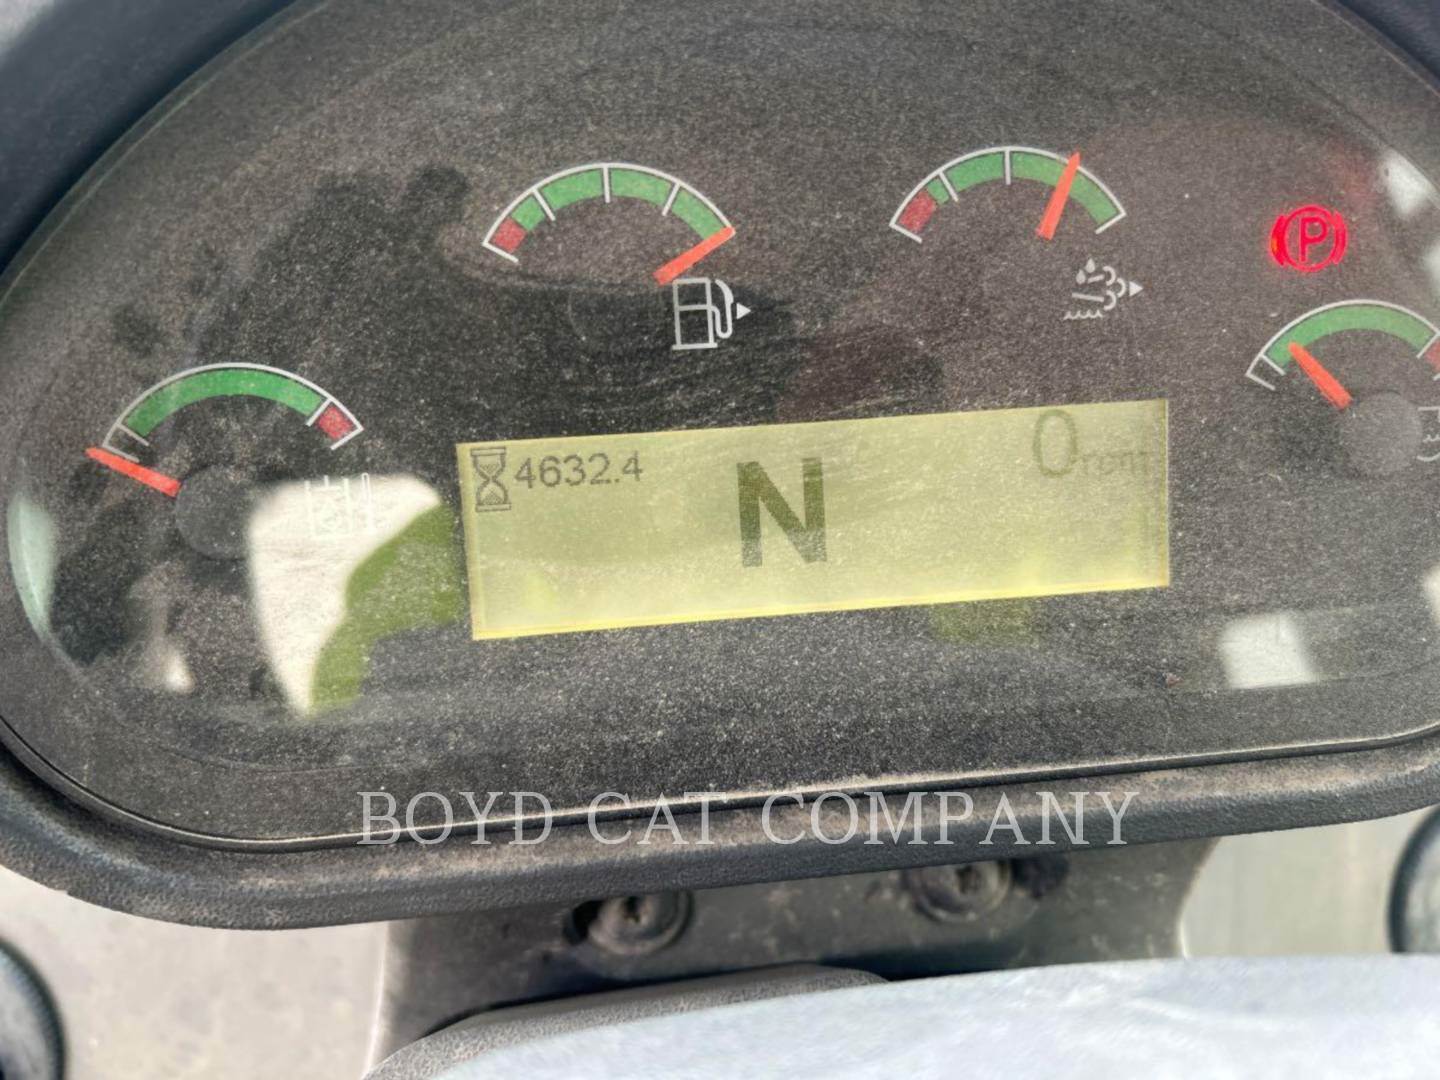 P
4632.4
N
0rpm
BOYD CAT COMPANY